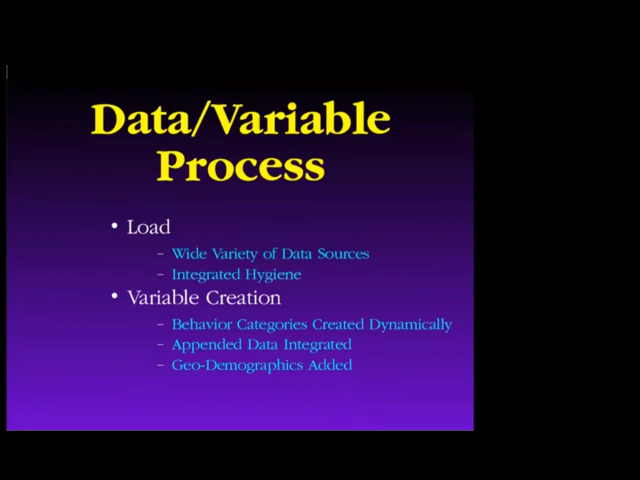 Data/Variable
Process
• Load
– Wide Variety of Data Sources
– Integrated Hygiene
• Variable Creation
– Behavior Categories Created Dynamically
– Appended Data Integrated
– Geo-Demographics Added